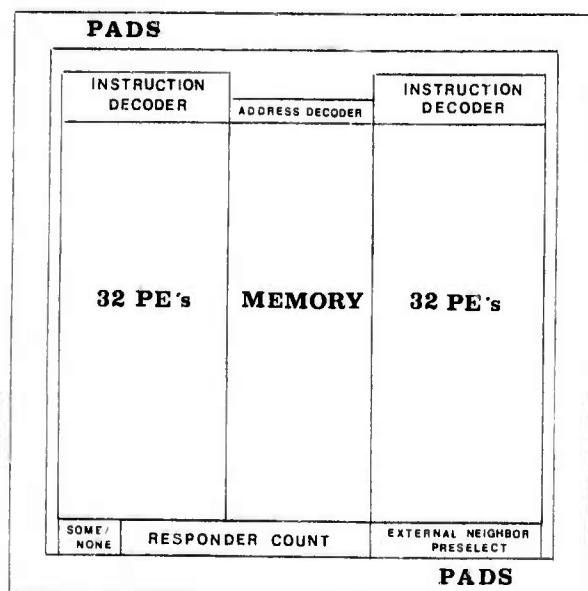 PADS
INSTRUCTION
DECODER
ADDRESS DECODER
INSTRUCTION
DECODER
32 PE's
MEMORY
32 PE's
SOME/
NONE
RESPONDER COUNT
EXTERNAL NEIGHBOR
PRESELECT
PADS